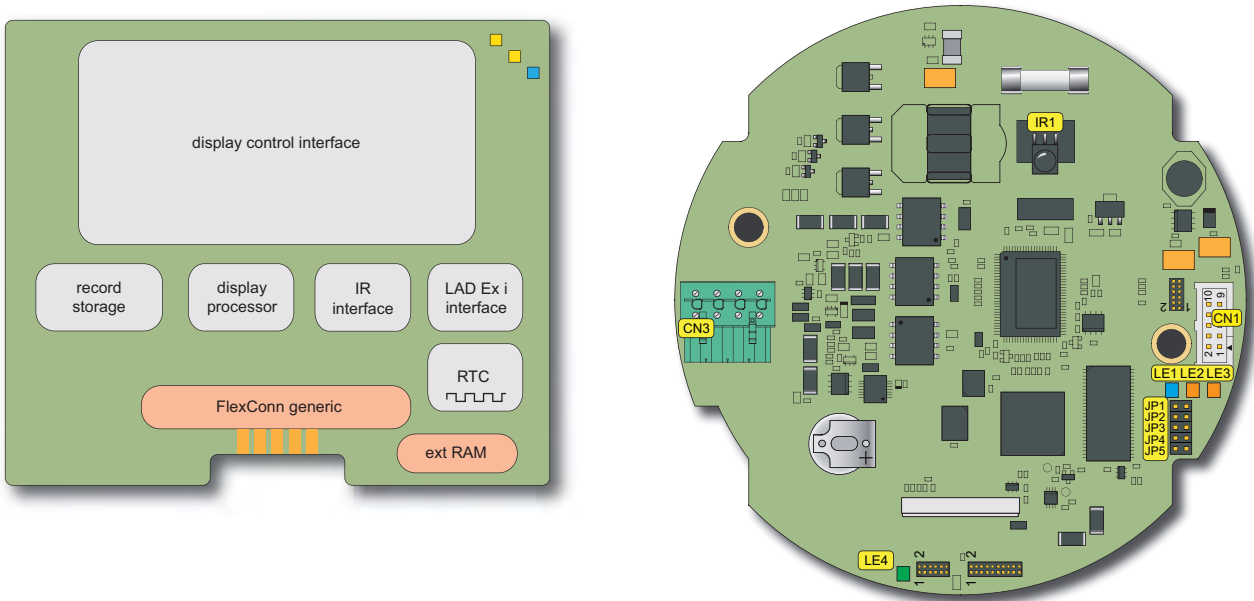 display control interface
record
storage
display
processor
IR
interface
LAD Ex i
interface
RTC
FlexConn generic
ext RAM
IR1
CN3
2
1
10
9
CN1
2
1
LE1 LE2 LE3
JP1
JP2
JP3
JP4
JP5
+
LE4
2
1
2
1